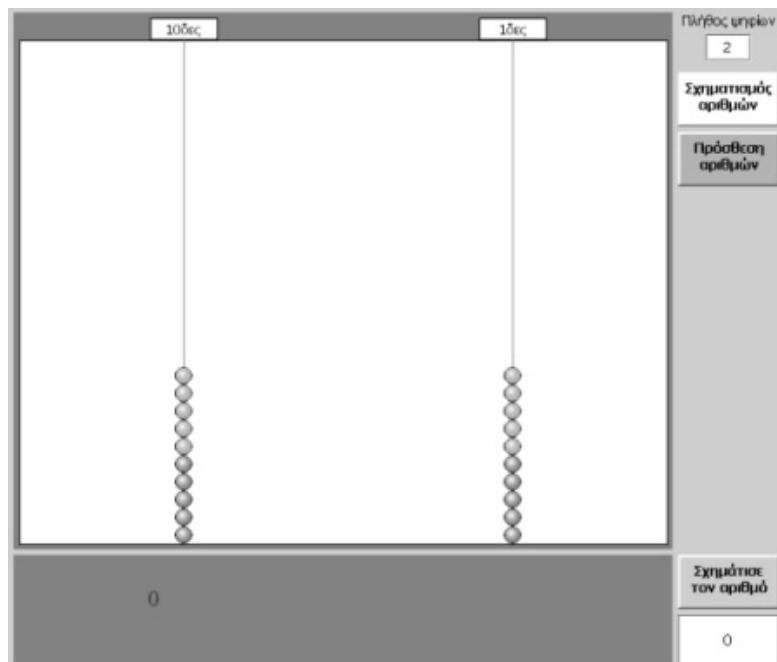 10δες
1δες
Πλήθος ψηφίων
2
Σχηματισμός
αριθμών
Πρόσθεση
αριθμών
0
Σχημάτισε
τον αριθμό
0